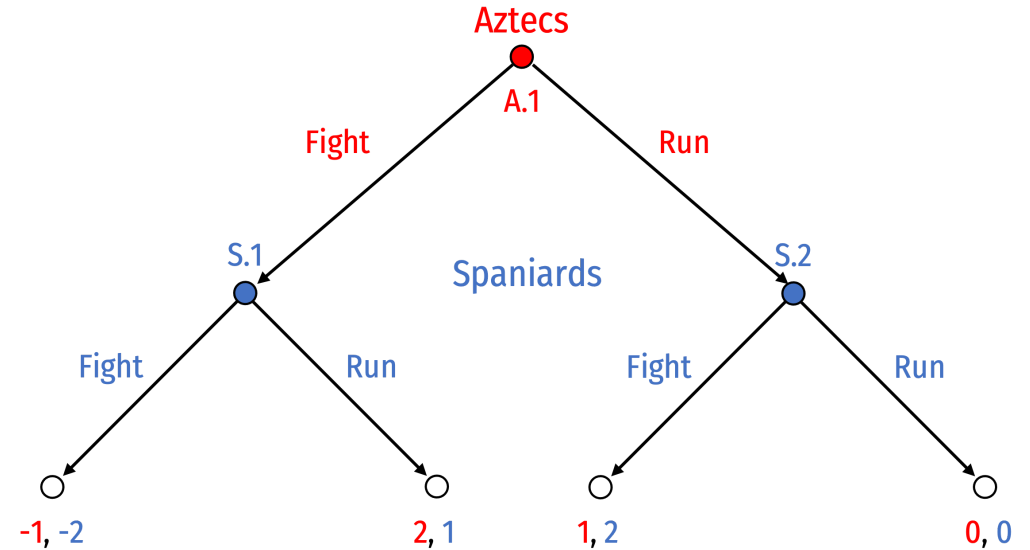 Aztecs
A.1
Fight
Run
S.1
Spaniards
S.2
Fight
Run
Fight
Run
-1, -2
2, 1
1, 2
0, 0